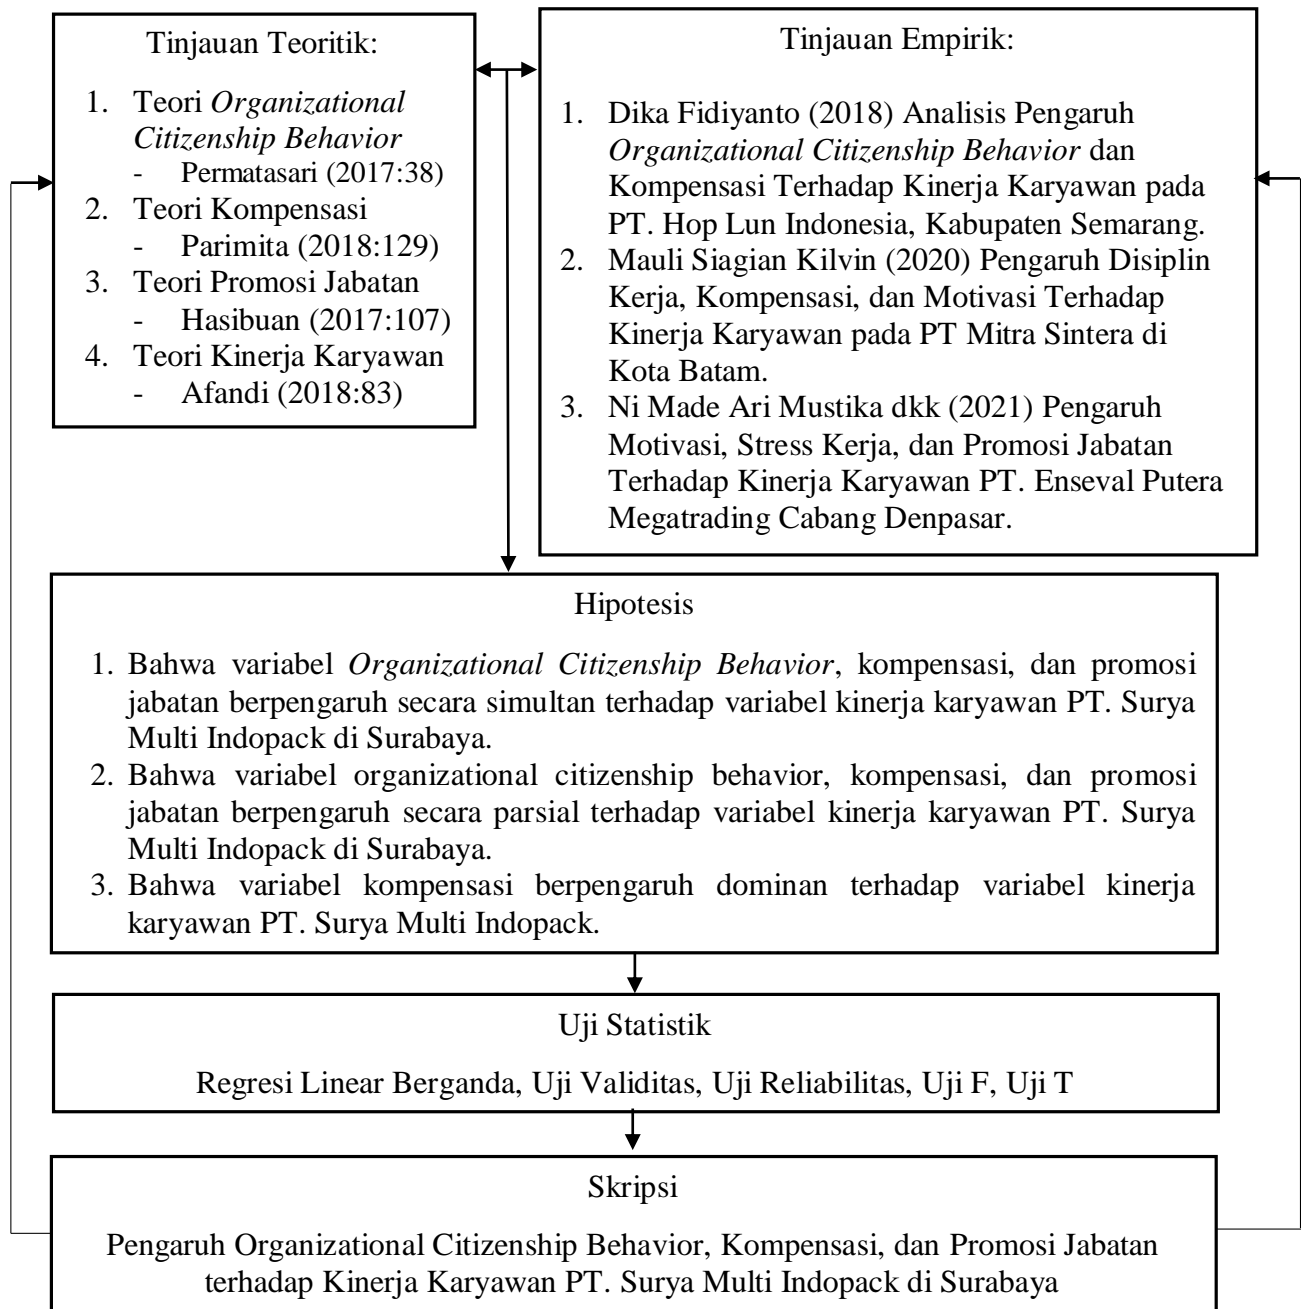 Tinjauan Teoritik:
1. Teori Organizational
Citizenship Behavior
- Permatasari (2017:38)
2. Teori Kompensasi
- Parimita (2018:129)
3. Teori Promosi Jabatan
- Hasibuan (2017:107)
4. Teori Kinerja Karyawan
- Afandi (2018:83)
Tinjauan Empirik:
1. Dika Fidiyanto (2018) Analisis Pengaruh
Organizational Citizenship Behavior dan
Kompensasi Terhadap Kinerja Karyawan pada
PT. Hop Lun Indonesia, Kabupaten Semarang.
2. Mauli Siagian Kilvin (2020) Pengaruh Disiplin
Kerja, Kompensasi, dan Motivasi Terhadap
Kinerja Karyawan pada PT Mitra Sintera di
Kota Batam.
3. Ni Made Ari Mustika dkk (2021) Pengaruh
Motivasi, Stress Kerja, dan Promosi Jabatan
Terhadap Kinerja Karyawan PT. Enseval Putera
Megatrading Cabang Denpasar.
Hipotesis
1. Bahwa variabel Organizational Citizenship Behavior, kompensasi, dan promosi
jabatan berpengaruh secara simultan terhadap variabel kinerja karyawan PT. Surya
Multi Indopack di Surabaya.
2. Bahwa variabel organizational citizenship behavior, kompensasi, dan promosi
jabatan berpengaruh secara parsial terhadap variabel kinerja karyawan PT. Surya
Multi Indopack di Surabaya.
3. Bahwa variabel kompensasi berpengaruh dominan terhadap variabel kinerja
karyawan PT. Surya Multi Indopack.
Uji Statistik
Regresi Linear Berganda, Uji Validitas, Uji Reliabilitas, Uji F, Uji T
Skripsi
Pengaruh Organizational Citizenship Behavior, Kompensasi, dan Promosi Jabatan
terhadap Kinerja Karyawan PT. Surya Multi Indopack di Surabaya